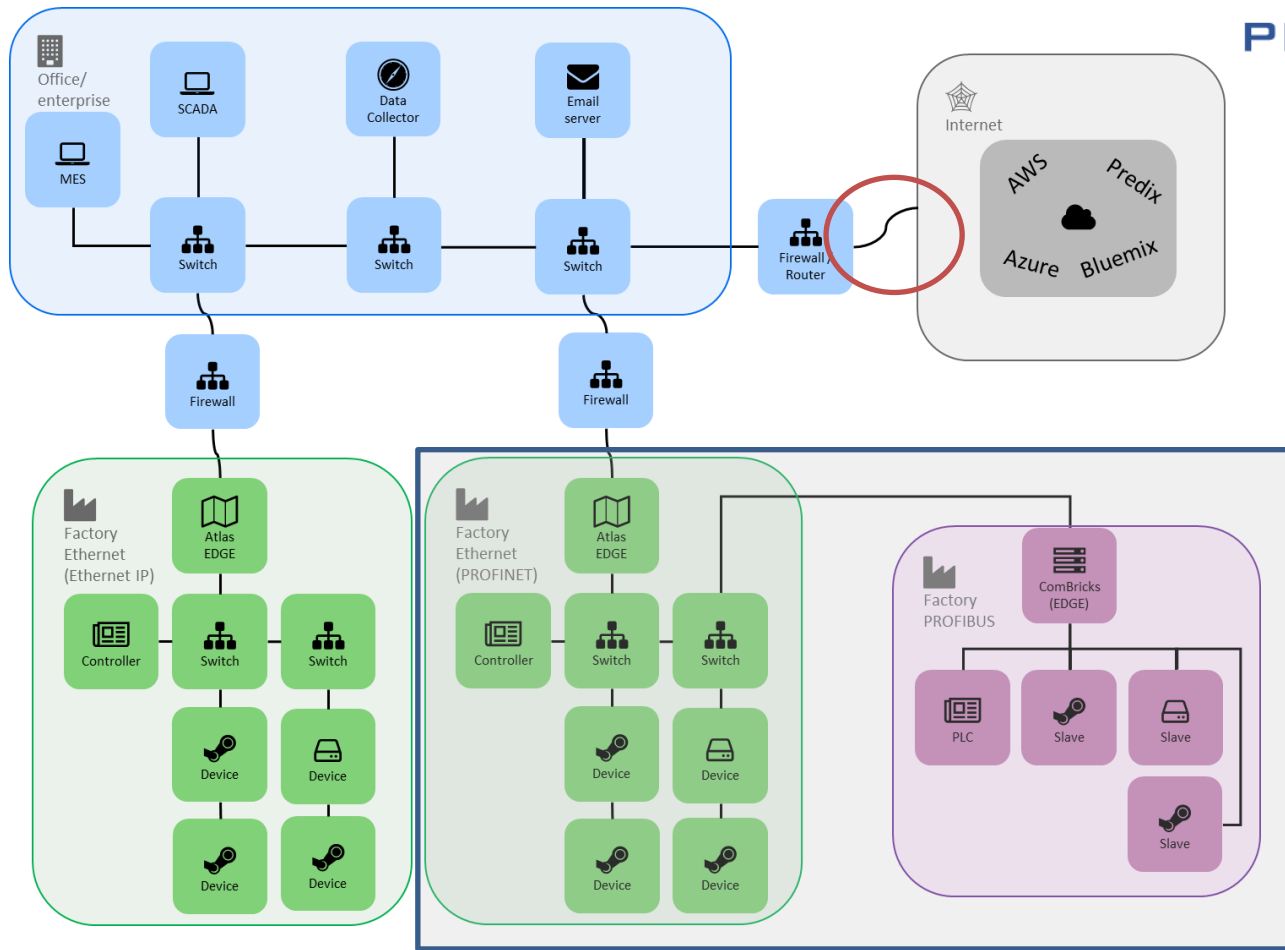 P
Office/
enterprise
SCADA
Data
Collector
Email
server
MES
Switch
Switch
Switch
Firewall /
Router
Internet
AWS
Predix
Azure
Bluemix
Firewall
Firewall
Factory
Ethernet
(Ethernet IP)
Atlas
EDGE
Controller
Switch
Switch
Device
Device
Device
Device
Factory
Ethernet
(PROFINET)
Atlas
EDGE
Controller
Switch
Switch
Device
Device
Device
Device
Factory
PROFIBUS
ComBricks
(EDGE)
PLC
Slave
Slave
Slave